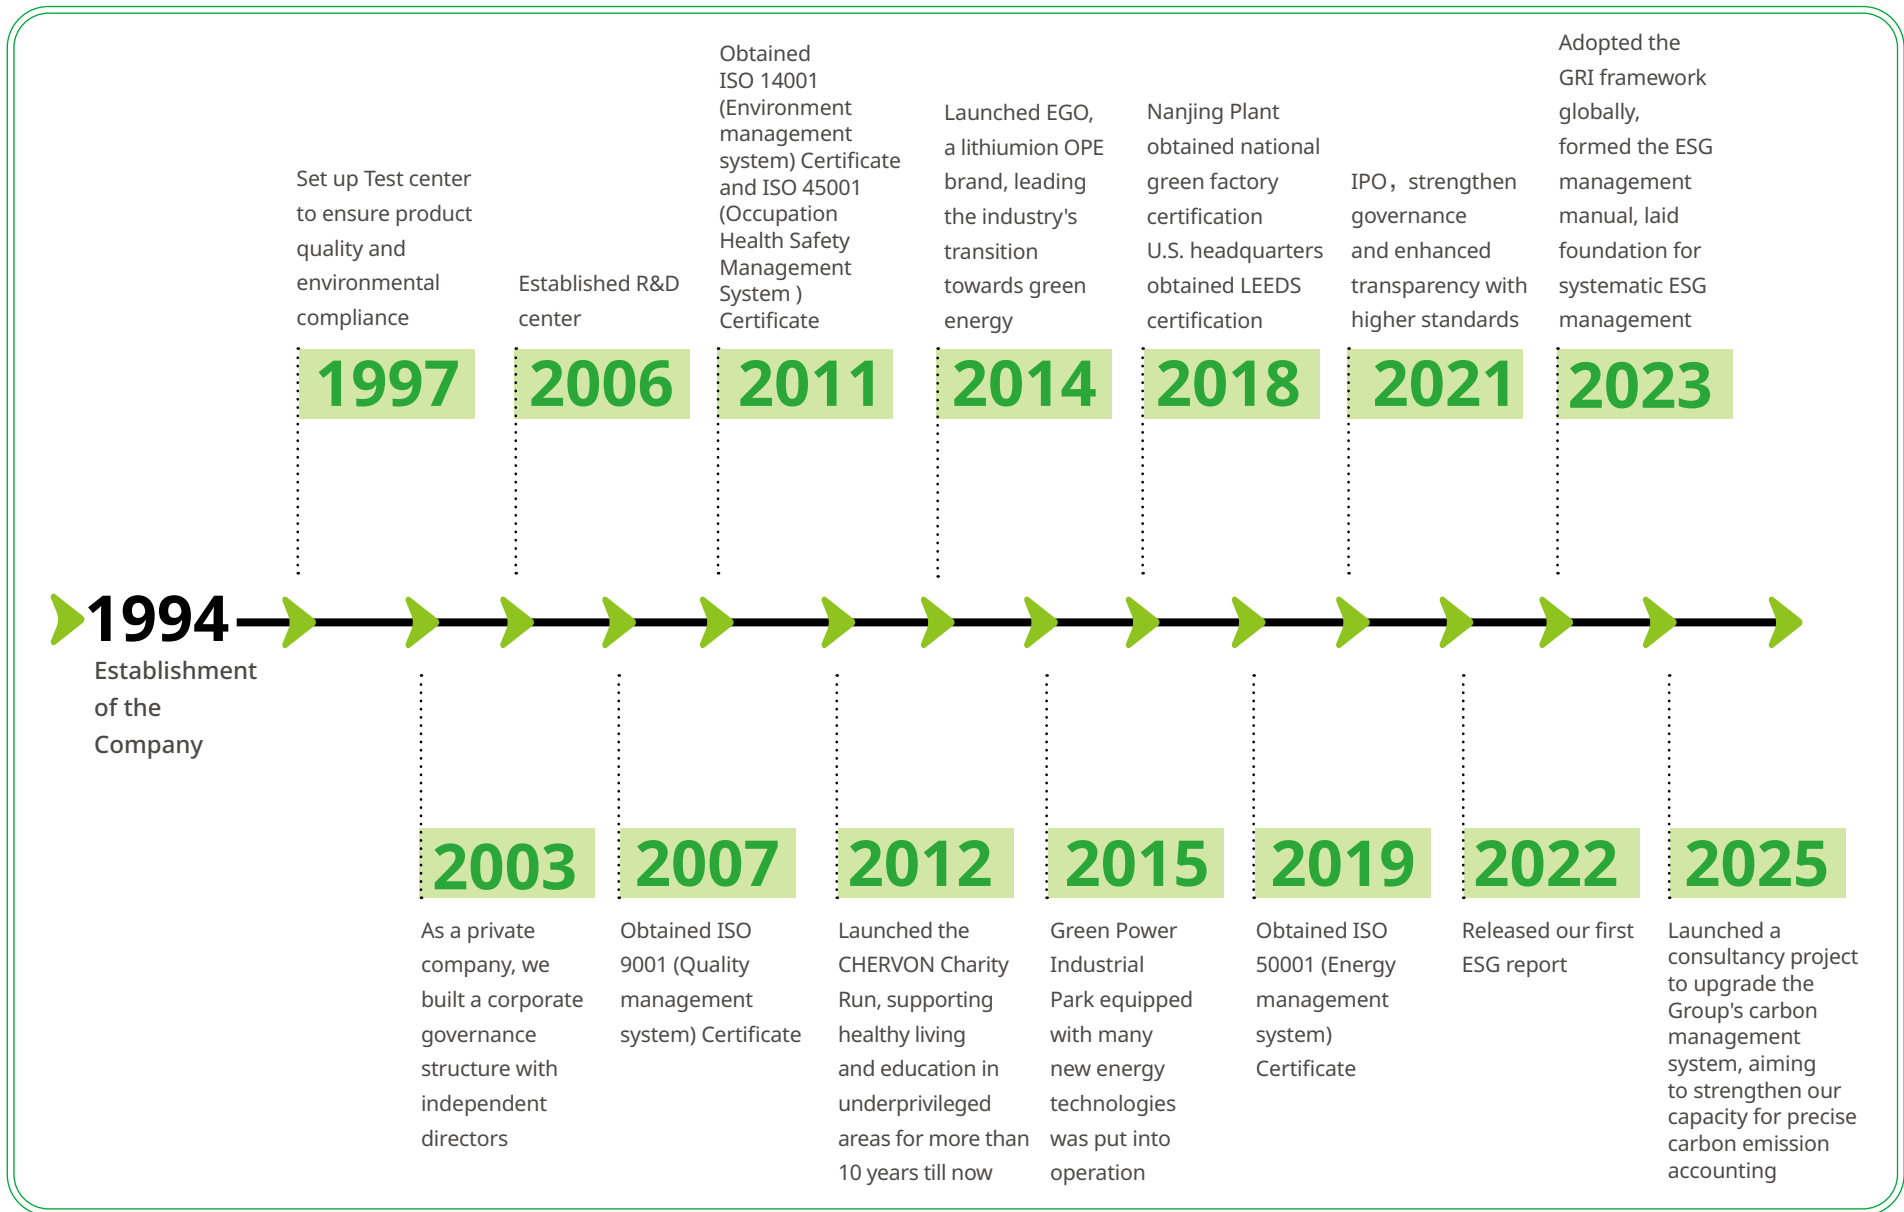 1994
Establishment
of the
Company
Set up Test center
to ensure product
quality and
environmental
compliance
1997
2003
As a private
company, we
built a corporate
governance
structure with
independent
directors
Established R&D
center
2006
2007
Obtained ISO
9001 (Quality
management
system) Certificate
Obtained
ISO 14001
(Environment
management
system) Certificate
and ISO 45001
(Occupation
Health Safety
Management
System )
Certificate
2011
2012
Launched the
CHERVON Charity
Run, supporting
healthy living
and education in
underprivileged
areas for more than
10 years till now
Launched EGO,
a lithiumion OPE
brand, leading
the industry's
transition
towards green
energy
2014
2015
Green Power
Industrial
Park equipped
with many
new energy
technologies
was put into
operation
Nanjing Plant
obtained national
green factory
certification
U.S. headquarters
obtained LEEDS
certification
2018
2019
Obtained ISO
50001 (Energy
management
system)
Certificate
IPO，strengthen
governance
and enhanced
transparency with
higher standards
2021
2022
Released our first
ESG report
Adopted the
GRI framework
globally,
formed the ESG
management
manual, laid
foundation for
systematic ESG
management
2023
2025
Launched a
consultancy project
to upgrade the
Group's carbon
management
system, aiming
to strengthen our
capacity for precise
carbon emission
accounting